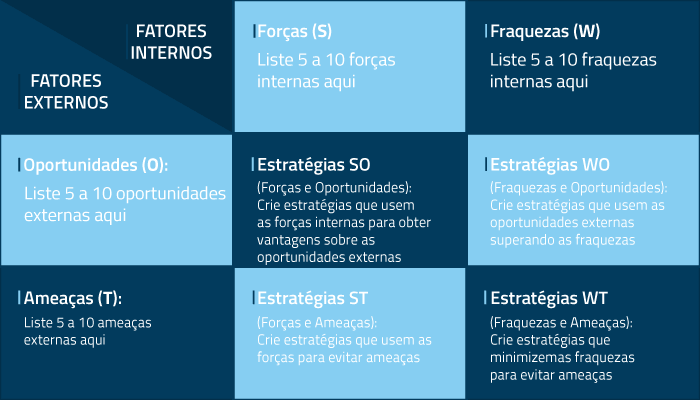 FATORES
INTERNOS
FATORES
EXTERNOS
Forças (S)
Liste 5 a 10 forças
internas aqui
Fraquezas (W)
Liste 5 a 10 fraquezas
internas aqui
Oportunidades (O):
Liste 5 a 10 oportunidades
externas aqui
Estratégias SO
(Forças e Oportunidades):
Crie estratégias que usem
as forças internas para obter
vantagens sobre as
oportunidades externas
Estratégias WO
(Fraquezas e Oportunidades):
Crie estratégias que usem as
oportunidades externas
superando as fraquezas
Ameaças (T):
Liste 5 a 10 ameaças
externas aqui
Estratégias ST
(Forças e Ameaças):
Crie estratégias que usem as
forças para evitar ameaças
Estratégias WT
(Fraquezas e Ameaças):
Crie estratégias que
minimizemas fraquezas
para evitar ameaças